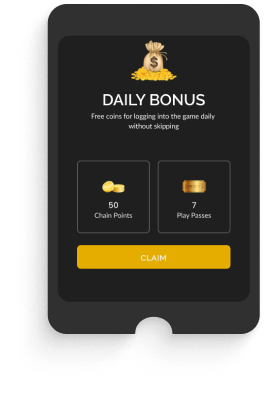 DAILY BONUS
Free coins for logging into the game daily
without skipping
50
Chain Points
7
Play Passes
CLAIM